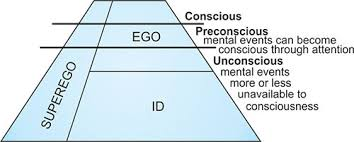 Conscious
Preconscious
mental events can become
conscious through attention
Unconscious
mental events
more or less
unavailable to
consciousness
EGO
SUPEREGO
ID